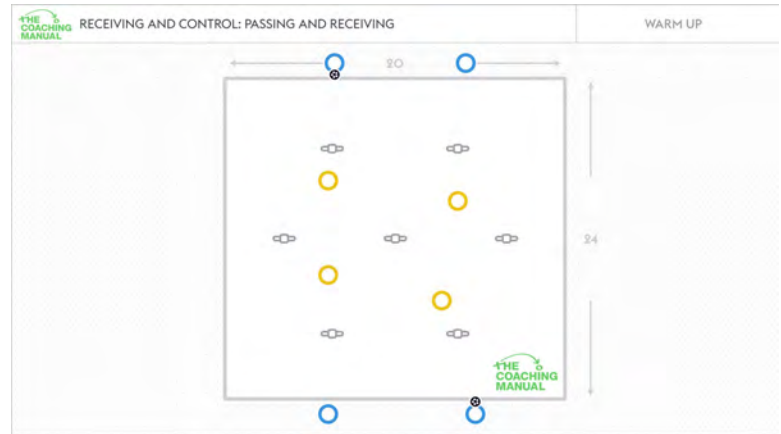 THE
COACHING
MANUAL
RECEIVING AND CONTROL: PASSING AND RECEIVING
WARM UP
20
24
THE
COACHING
MANUAL